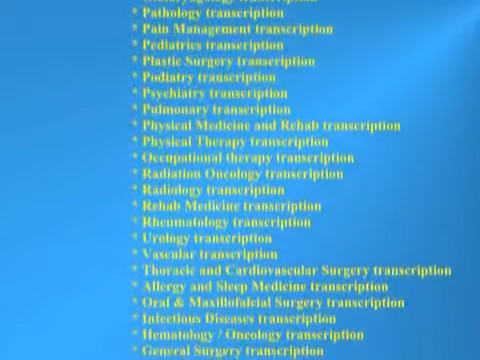 * Pathology transcription
* Pain Management transcription
* Pediatrics transcription
* Plastic Surgery transcription
* Podiatry transcription
* Psychiatry transcription
* Pulmonary transcription
* Physical Medicine and Rehab transcription
* Physical Therapy transcription
* Occupational therapy transcription
* Radiation Oncology transcription
* Radiology transcription
* Rehab Medicine transcription
* Rheumatology transcription
* Urology transcription
* Vascular transcription
* Thoracic and Cardiovascular Surgery transcription
* Allergy and Sleep Medicine transcription
* Oral & Maxillofalcial Surgery transcription
* Infectious Diseases transcription
* Hematology / Oncology transcription
* General Surgery transcription